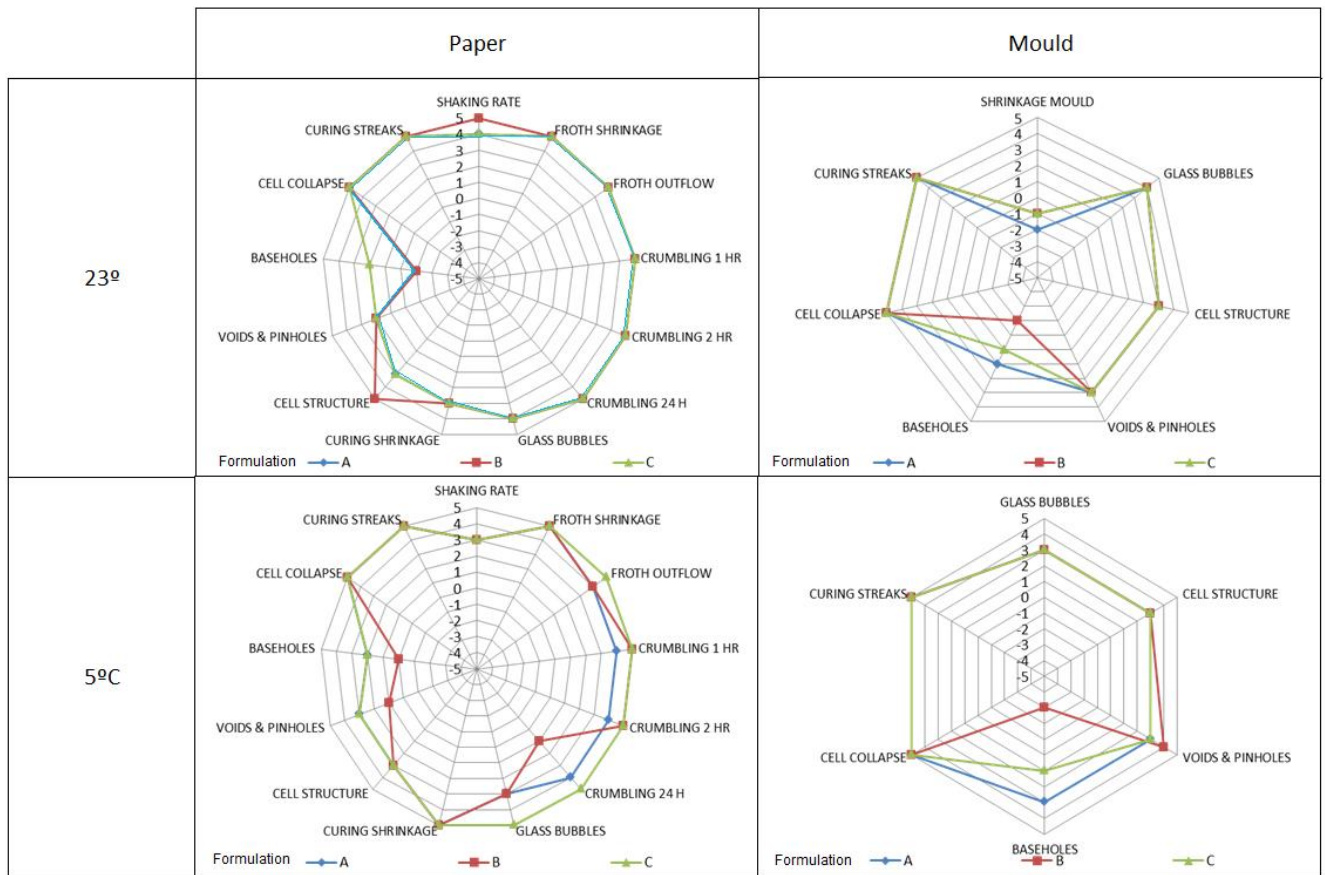 Paper
Mould
23º
SHAKING RATE
FROTH SHRINKAGE
FROTH OUTFLOW
CRUMBLING 1 HR
CRUMBLING 2 HR
CRUMBLING 24 H
GLASS BUBBLES
CURING SHRINKAGE
CELL STRUCTURE
VOIDS & PINHOLES
BASEHOLES
CELL COLLAPSE
CURING STREAKS
5
4
3
2
1
0
-1
-2
-3
-4
-5
Formulation A B C
SHRINKAGE MOULD
GLASS BUBBLES
CELL STRUCTURE
VOIDS & PINHOLES
BASEHOLES
CELL COLLAPSE
CURING STREAKS
5
4
3
2
1
0
-1
-2
-3
-4
-5
Formulation A B C
5ºC
SHAKING RATE
FROTH SHRINKAGE
FROTH OUTFLOW
CRUMBLING 1 HR
CRUMBLING 2 HR
CRUMBLING 24 H
GLASS BUBBLES
CURING SHRINKAGE
CELL STRUCTURE
VOIDS & PINHOLES
BASEHOLES
CELL COLLAPSE
CURING STREAKS
5
4
3
2
1
0
-1
-2
-3
-4
-5
Formulation A B C
GLASS BUBBLES
CELL STRUCTURE
VOIDS & PINHOLES
BASEHOLES
CELL COLLAPSE
CURING STREAKS
5
4
3
2
1
0
-1
-2
-3
-4
-5
Formulation A B C